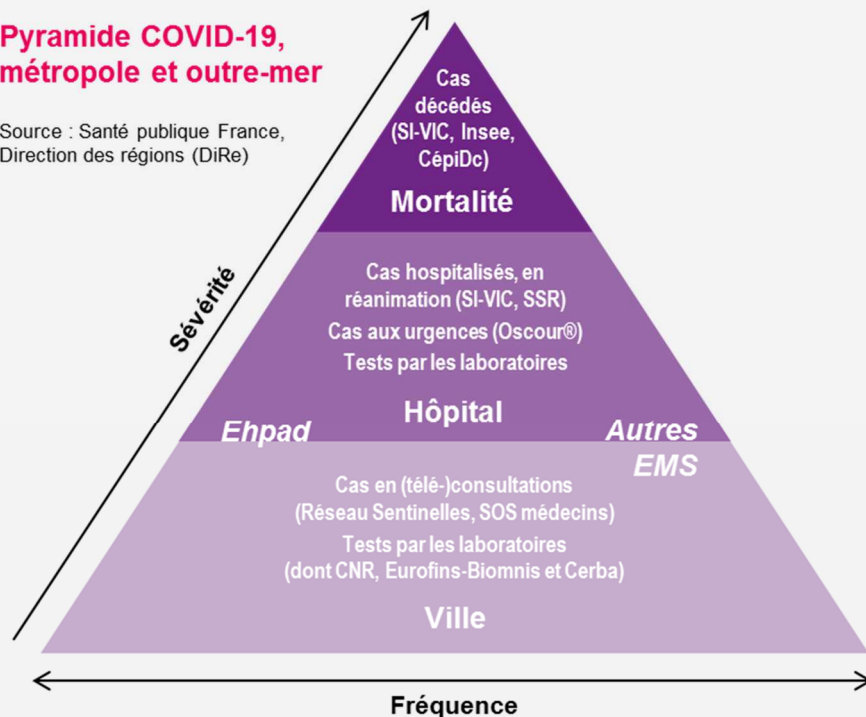 Pyramide COVID-19,
métropole et outre-mer
Source : Santé publique France,
Direction des régions (DiRe)
Sévérité
Cas
décédés
(SI-VIC, Insee,
CépiDc)
Mortalité
Cas hospitalisés, en
réanimation (SI-VIC, SSR)
Cas aux urgences (Oscour®)
Tests par les laboratoires
Hôpital
Ehpad
Autres
EMS
Cas en (télé-)consultations
(Réseau Sentinelles, SOS médecins)
Tests par les laboratoires
(dont CNR, Eurofins-Biomnis et Cerba)
Ville
Fréquence